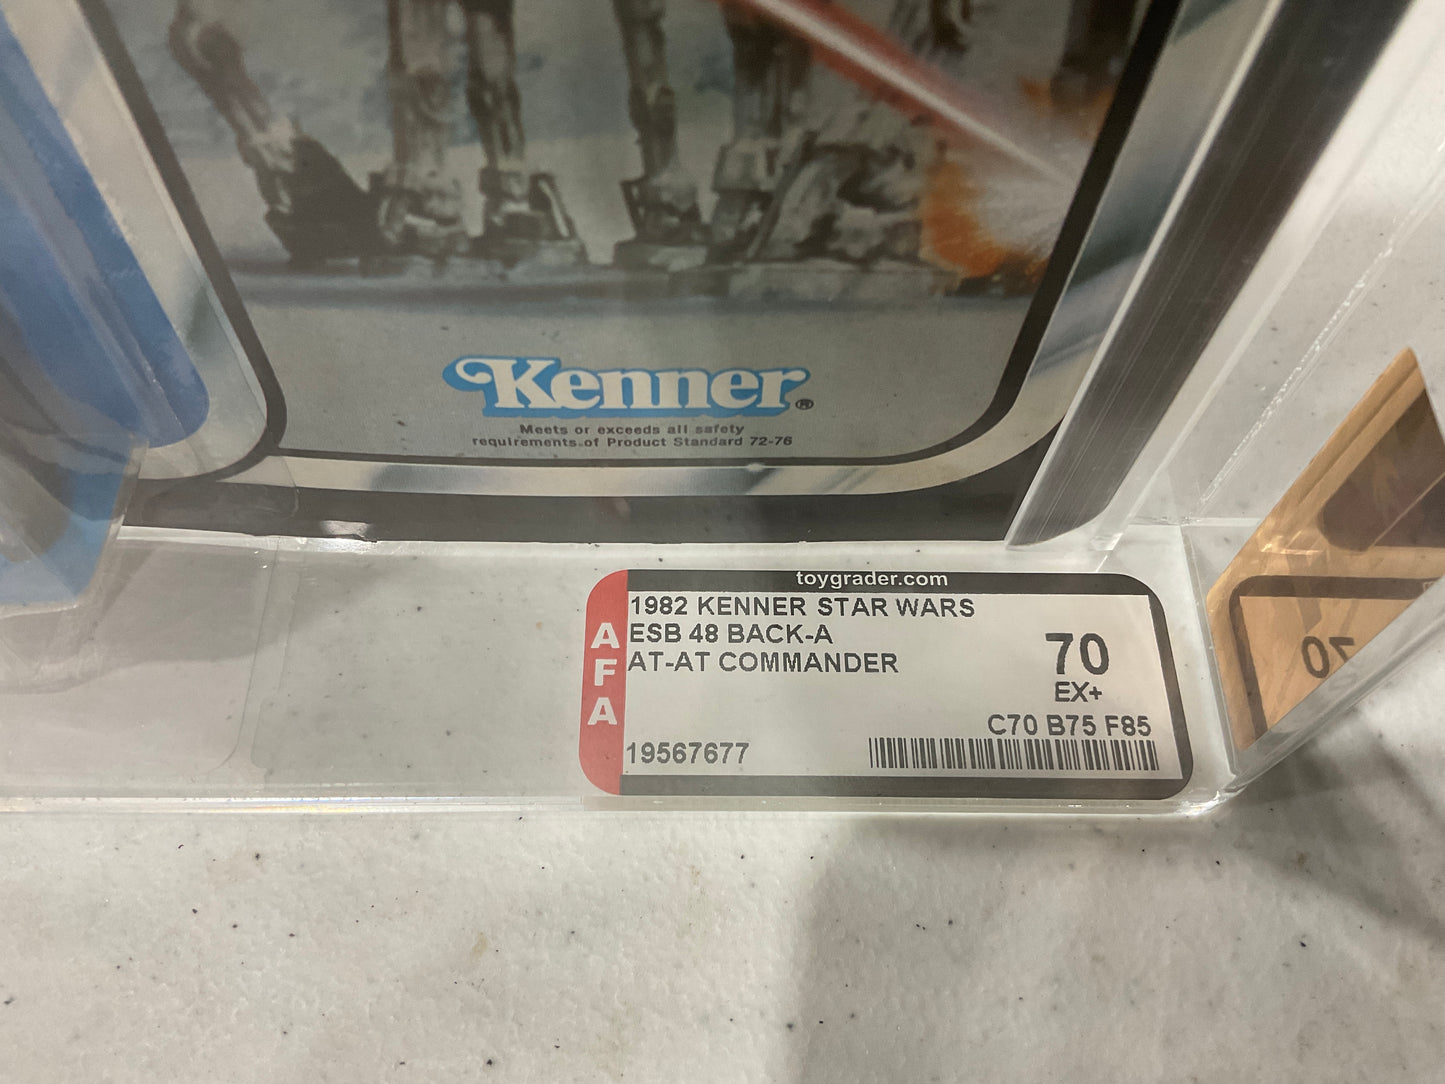 Kenner®
Meets or exceeds all safety
requirements of Product Standard 72-76
toygrader.com
AFA
1982 KENNER STAR WARS
ESB 48 BACK-A
AT-AT COMMANDER
70
EX+
C70 B75 F85
19567677
70